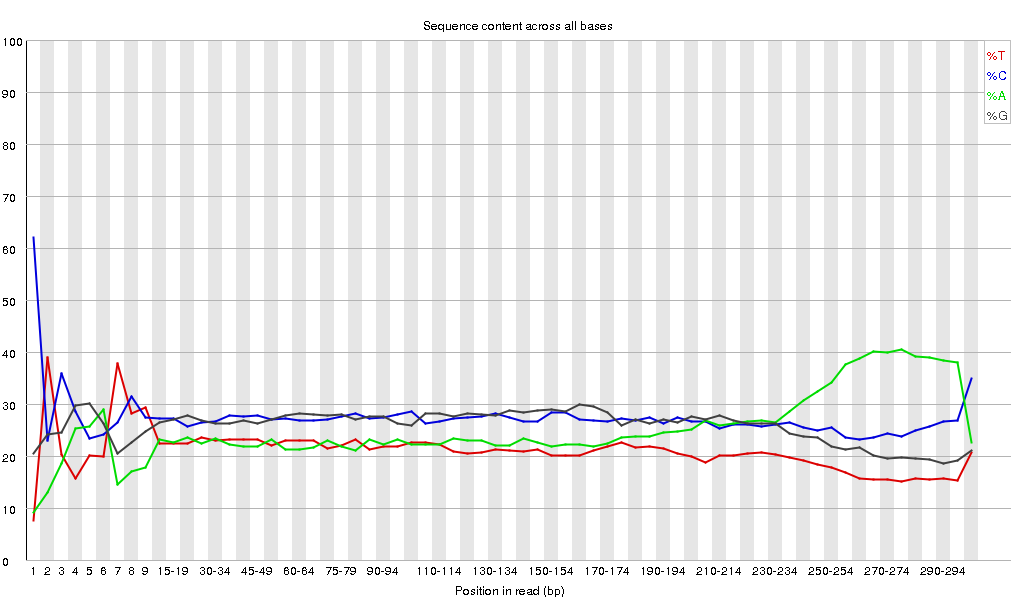 Sequence content across all bases
100
90
80
70
60
50
40
30
20
10
0
%T
%C
%A
%G
1 2 3 4 5 6 7 8 9 15-19 30-34 45-49 60-64 75-79 90-94 110-114 130-134 150-154 170-174 190-194 210-214 230-234 250-254 270-274 290-294
Position in read (bp)